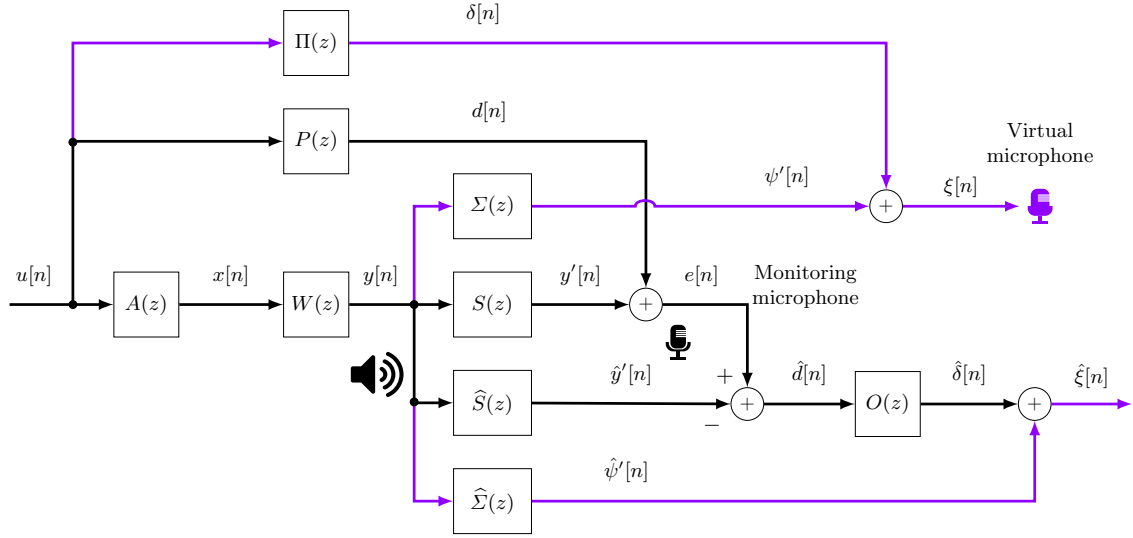 δ[n]
Π(z)
d[n]
P(z)
Virtual
microphone
ψ′[n]
ξ[n]
Σ(z)
+
u[n]
x[n]
y[n]
y′[n]
e[n]
Monitoring
microphone
A(z)
W(z)
S(z)
+
ŷ′[n]
+
d̂[n]
δ̂[n]
ξ̂[n]
Ŝ(z)
+
O(z)
+
−
ψ̂′[n]
Σ̂(z)